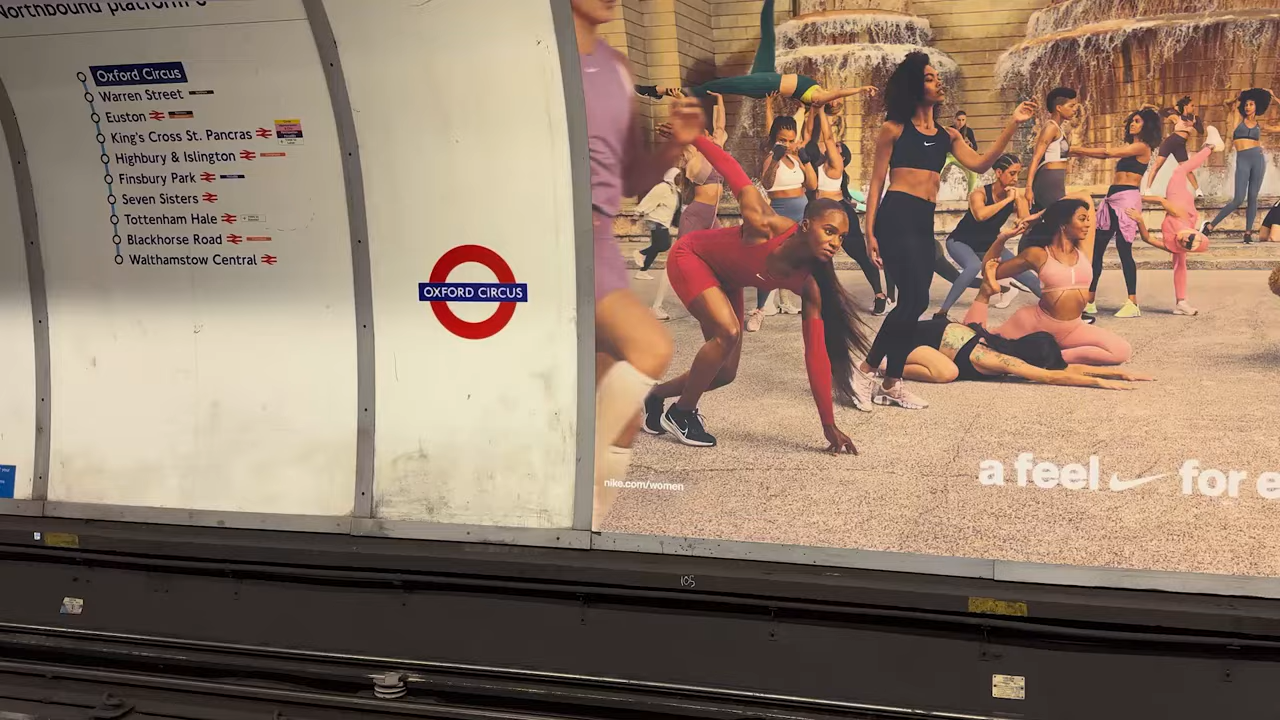 Northbound platform
Oxford Circus
Warren Street
Euston
King's Cross St. Pancras
Highbury & Islington
Finsbury Park
Seven Sisters
Tottenham Hale
Blackhorse Road
Walthamstow Central
OXFORD CIRCUS
nike.com/women
a feel for e
105